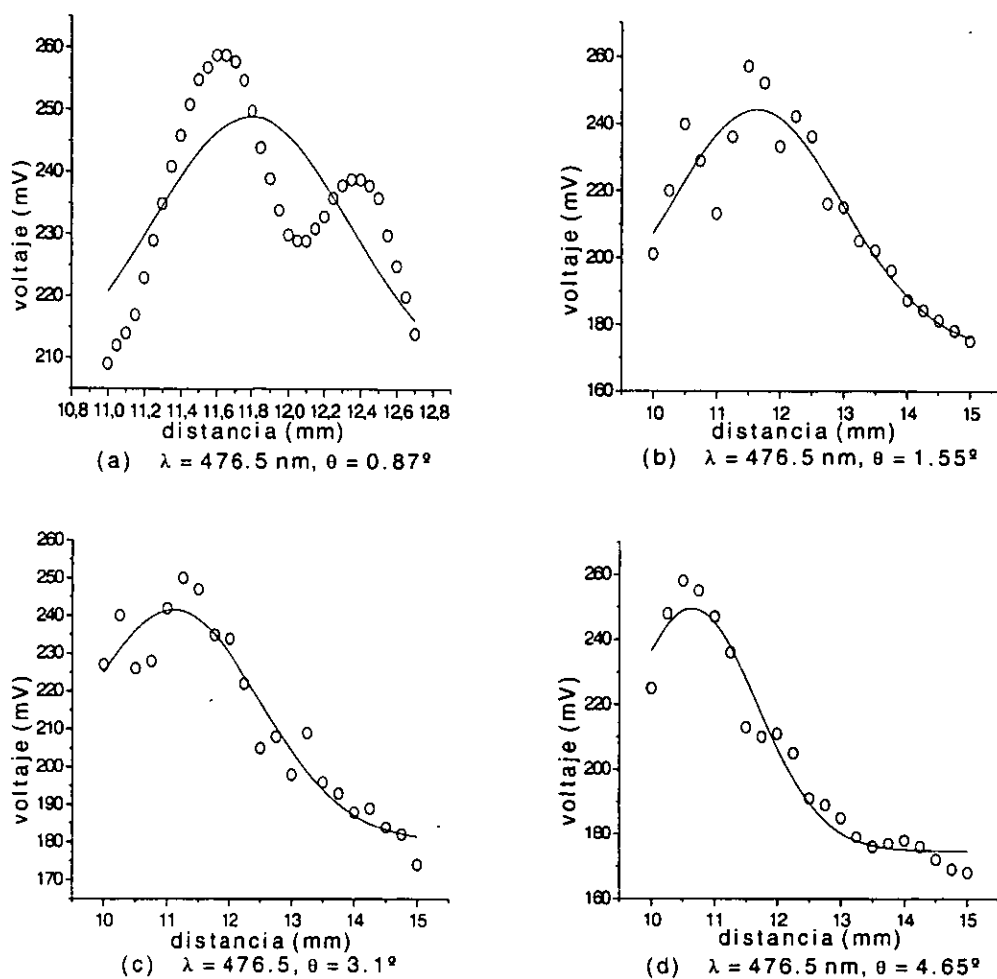 voltaje (mV)
260
250
240
230
220
210
10,8 11,0 11,2 11,4 11,6 11,8 12,0 12,2 12,4 12,6 12,8
distancia (mm)
(a) λ = 476.5 nm, θ = 0.87º
voltaje (mV)
260
240
220
200
180
160
10 11 12 13 14 15
distancia (mm)
(b) λ = 476.5 nm, θ = 1.55º
voltaje (mV)
260
250
240
230
220
210
200
190
180
170
10 11 12 13 14 15
distancia (mm)
(c) λ = 476.5, θ = 3.1º
voltaje (mV)
260
240
220
200
180
160
10 11 12 13 14 15
distancia (mm)
(d) λ = 476.5 nm, θ = 4.65º